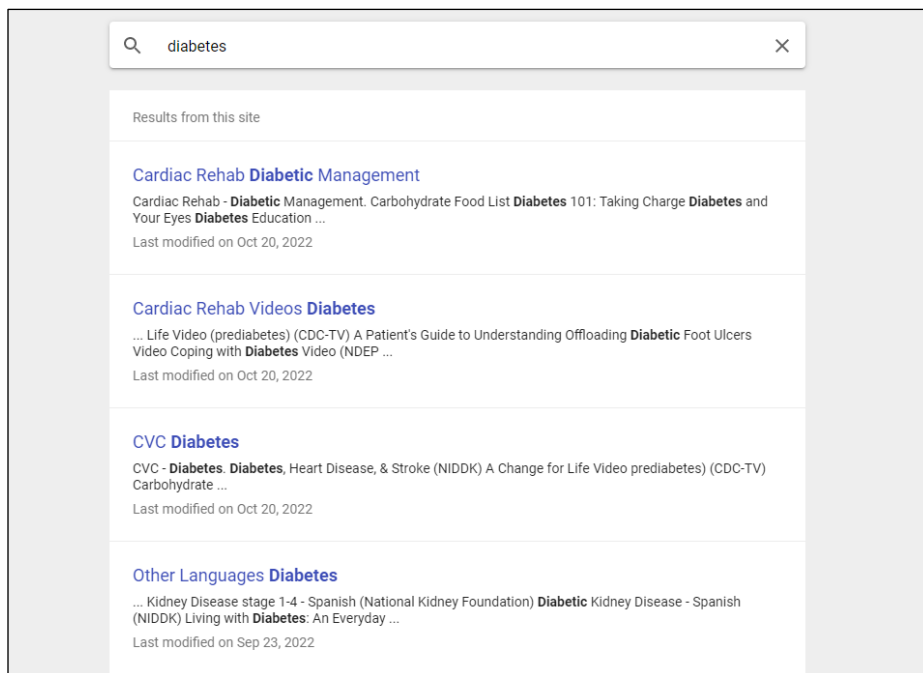 diabetes
Results from this site
Cardiac Rehab Diabetic Management
Cardiac Rehab - Diabetic Management. Carbohydrate Food List Diabetes 101: Taking Charge Diabetes and
Your Eyes Diabetes Education ...
Last modified on Oct 20, 2022
Cardiac Rehab Videos Diabetes
... Life Video (prediabetes) (CDC-TV) A Patient's Guide to Understanding Offloading Diabetic Foot Ulcers
Video Coping with Diabetes Video (NDEP ...
Last modified on Oct 20, 2022
CVC Diabetes
CVC - Diabetes. Diabetes, Heart Disease, & Stroke (NIDDK) A Change for Life Video prediabetes) (CDC-TV)
Carbohydrate ...
Last modified on Oct 20, 2022
Other Languages Diabetes
... Kidney Disease stage 1-4 - Spanish (National Kidney Foundation) Diabetic Kidney Disease - Spanish
(NIDDK) Living with Diabetes: An Everyday ...
Last modified on Sep 23, 2022